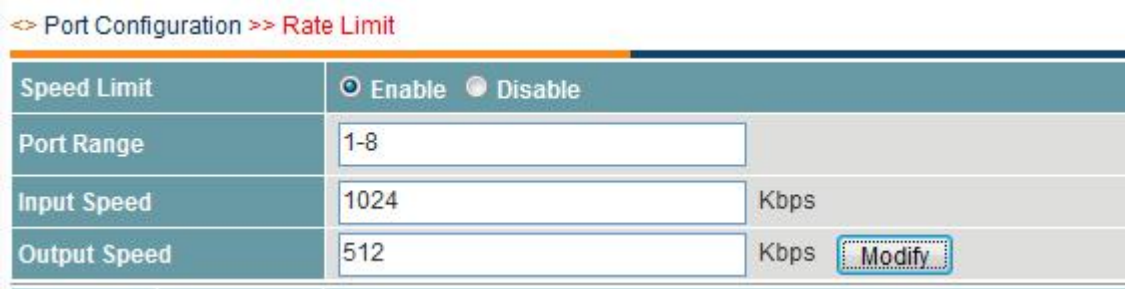 <> Port Configuration >> Rate Limit
Speed Limit Enable Disable
Port Range 1-8
Input Speed 1024 Kbps
Output Speed 512 Kbps Modify